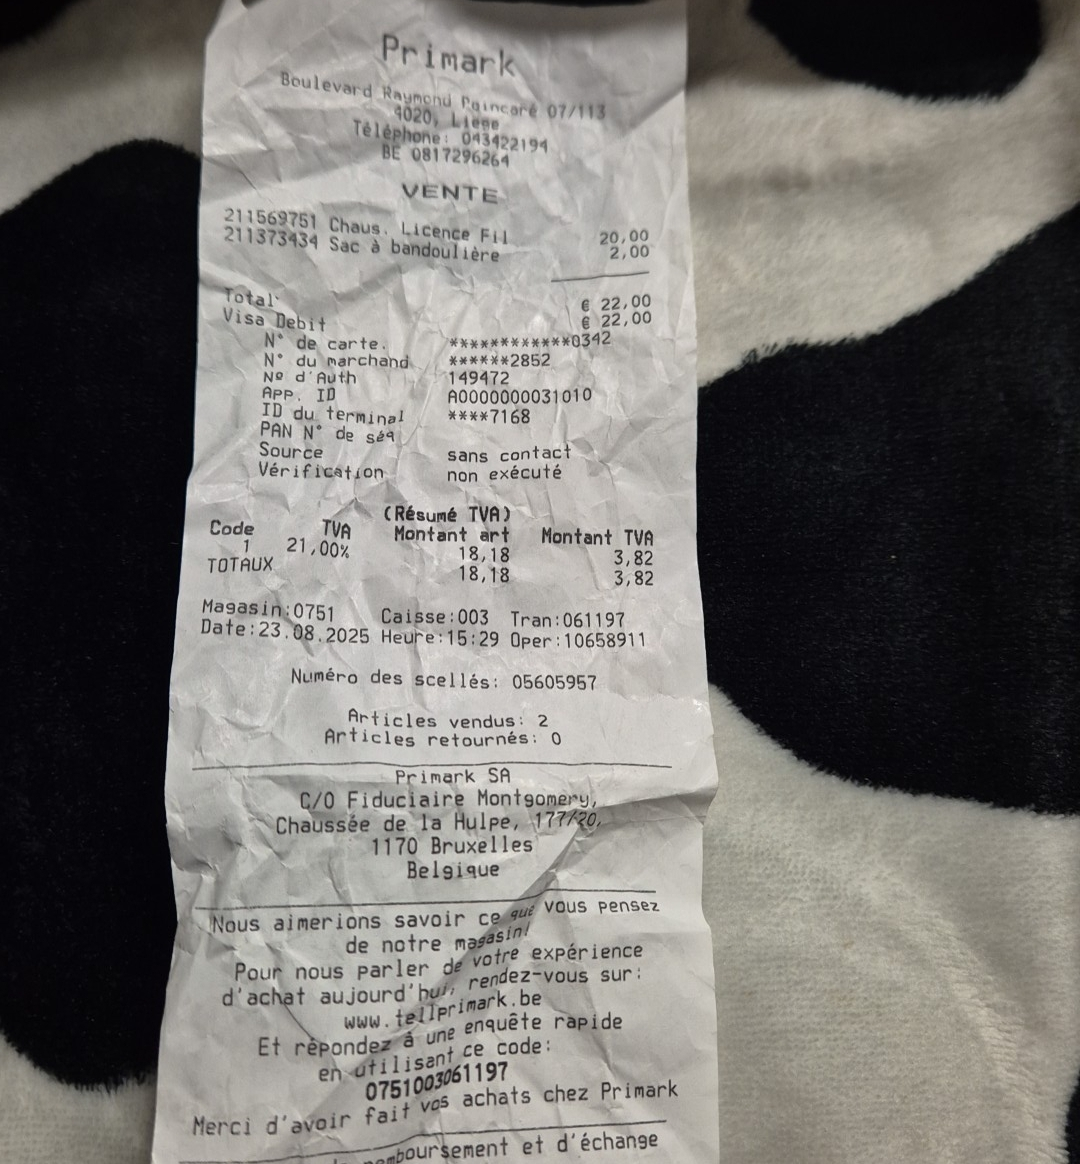 Primark
Boulevard Raymond Poincaré 07/113
4020, Liege
Téléphone: 043422194
BE 0817296264
VENTE
211569751 Chaus. Licence Fil 20,00
211373434 Sac à bandoulière 2,00
Total € 22,00
Visa Debit € 22,00
N° de carte. ************0342
N° du marchand ******2852
Nº d'Auth 149472
App. ID A0000000031010
ID du terminal ****7168
PAN N° de séq
Source sans contact
Vérification non exécuté
(Résumé TVA)
Code TVA Montant art Montant TVA
1 21,00% 18,18 3,82
TOTAUX 18,18 3,82
Magasin:0751 Caisse:003 Tran:061197
Date:23.08.2025 Heure:15:29 Oper:10658911
Numéro des scellés: 05605957
Articles vendus: 2
Articles retournés: 0
Primark SA
C/O Fiduciaire Montgomery,
Chaussée de la Hulpe, 177/20,
1170 Bruxelles
Belgique
Nous aimerions savoir ce que vous pensez
de notre magasin!
Pour nous parler de votre expérience
d'achat aujourd'hui, rendez-vous sur:
www.tellprimark.be
Et répondez à une enquête rapide
en utilisant ce code:
0751003061197
Merci d'avoir fait vos achats chez Primark
et d'échange